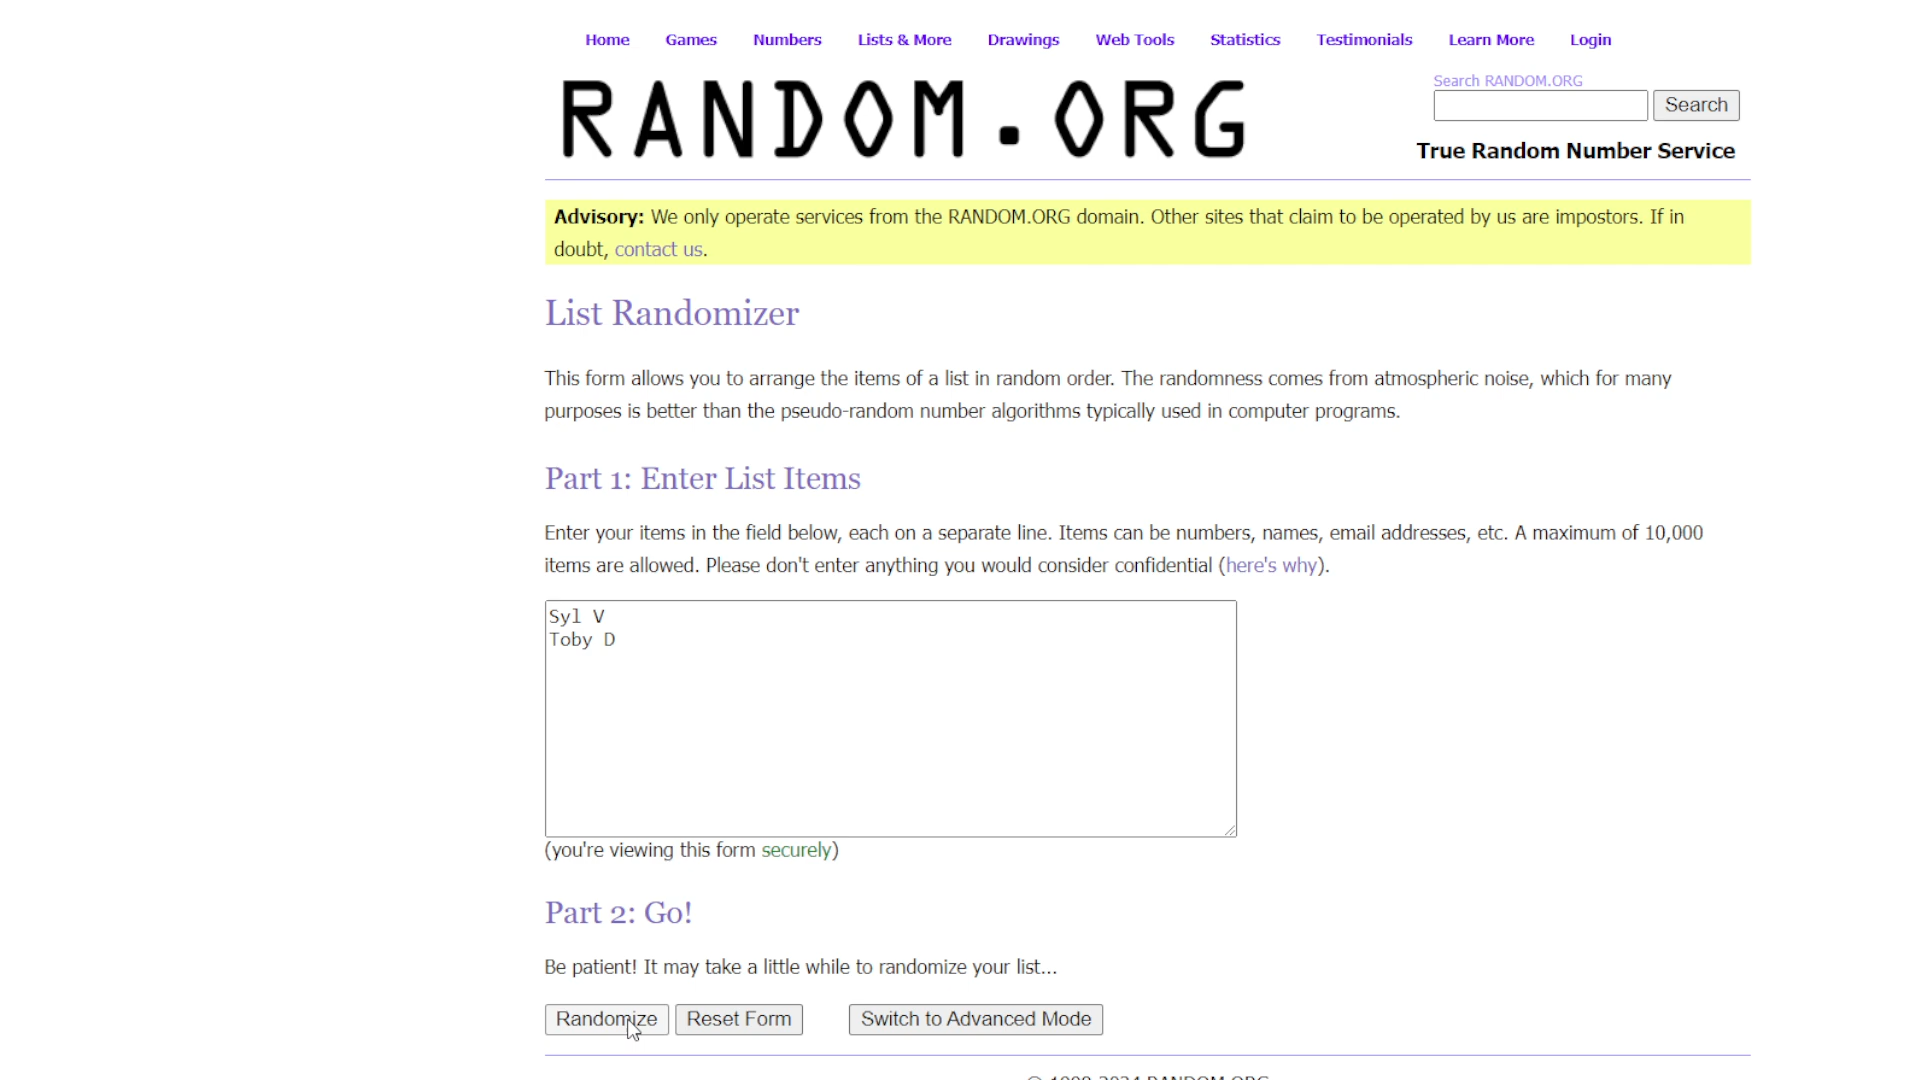 Home Games Numbers Lists & More Drawings Web Tools Statistics Testimonials Learn More Login
RANDOM.ORG
Search RANDOM.ORG
Search
True Random Number Service
Advisory: We only operate services from the RANDOM.ORG domain. Other sites that claim to be operated by us are impostors. If in
doubt, contact us.
List Randomizer
This form allows you to arrange the items of a list in random order. The randomness comes from atmospheric noise, which for many
purposes is better than the pseudo-random number algorithms typically used in computer programs.
Part 1: Enter List Items
Enter your items in the field below, each on a separate line. Items can be numbers, names, email addresses, etc. A maximum of 10,000
items are allowed. Please don't enter anything you would consider confidential (here's why).
Syl V
Toby D
(you're viewing this form securely)
Part 2: Go!
Be patient! It may take a little while to randomize your list...
Randomize Reset Form Switch to Advanced Mode
© 1998-2024 RANDOM.ORG